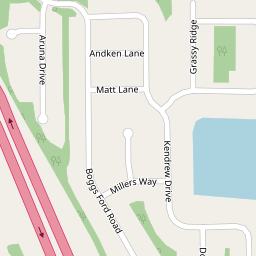 Andken Lane
Grassy Ridge
Aruna Drive
Matt Lane
Kendrew Drive
Boggs Ford Road
Millers Way